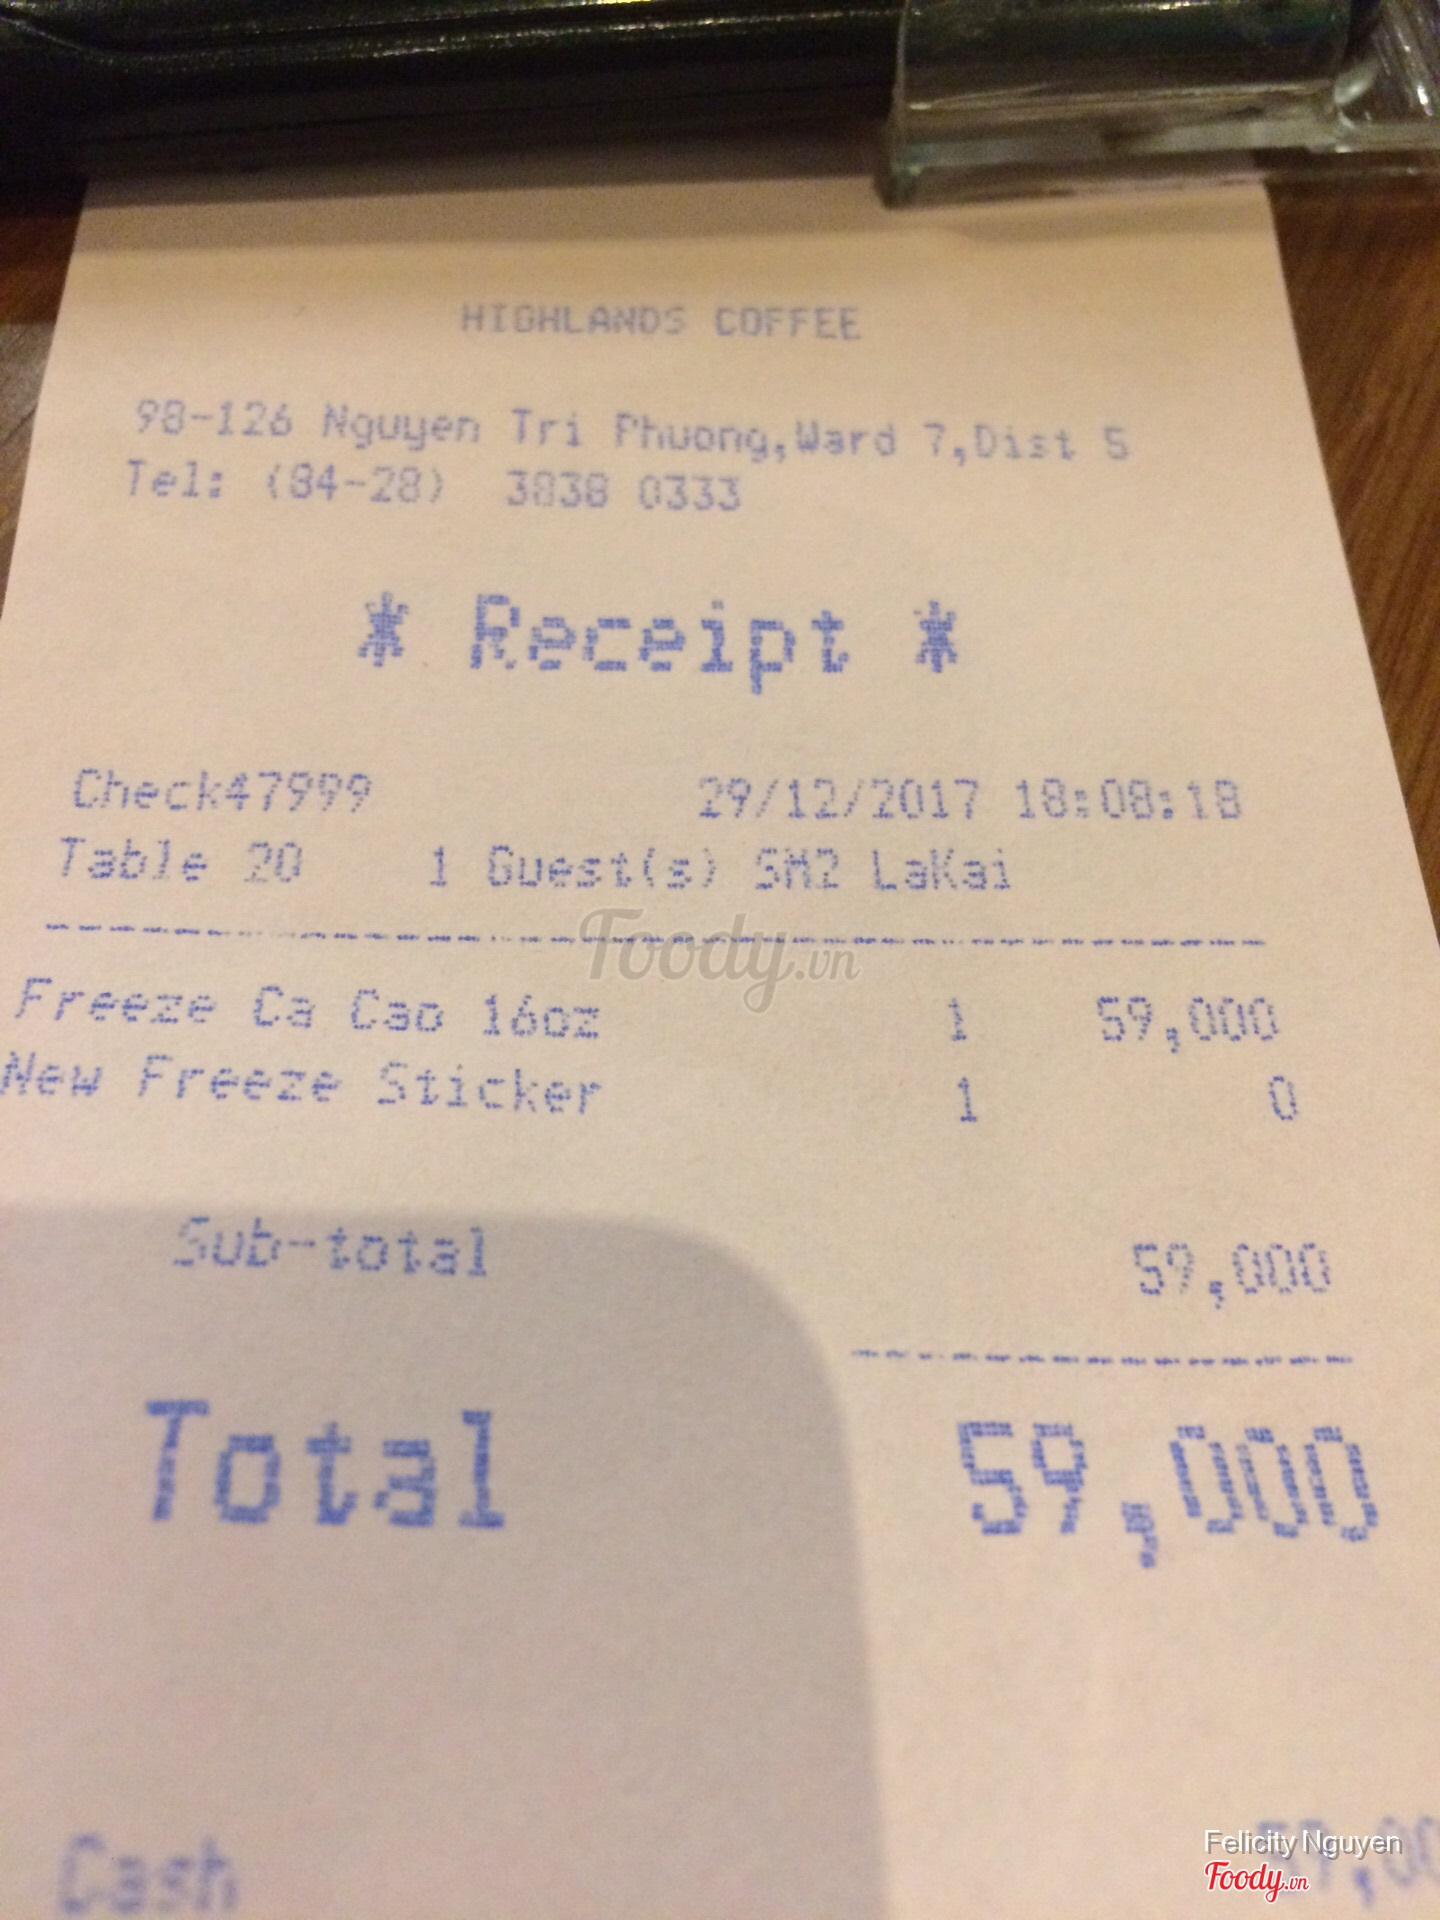 HIGHLANDS COFFEE
98-126 Nguyen Tri Phuong,Ward 7,Dist 5
Tel: (84-28) 3838 0333
* Receipt *
Check47999 29/12/2017 18:08:18
Table 20 1 Guest(s) SM2 LaKai
Foody.vn
Freeze Ca Cao 16oz 1 59,000
New Freeze Sticker 1 0
Sub-total 59,000
Total 59,000
Cash
Felicity Nguyen
Foody.vn